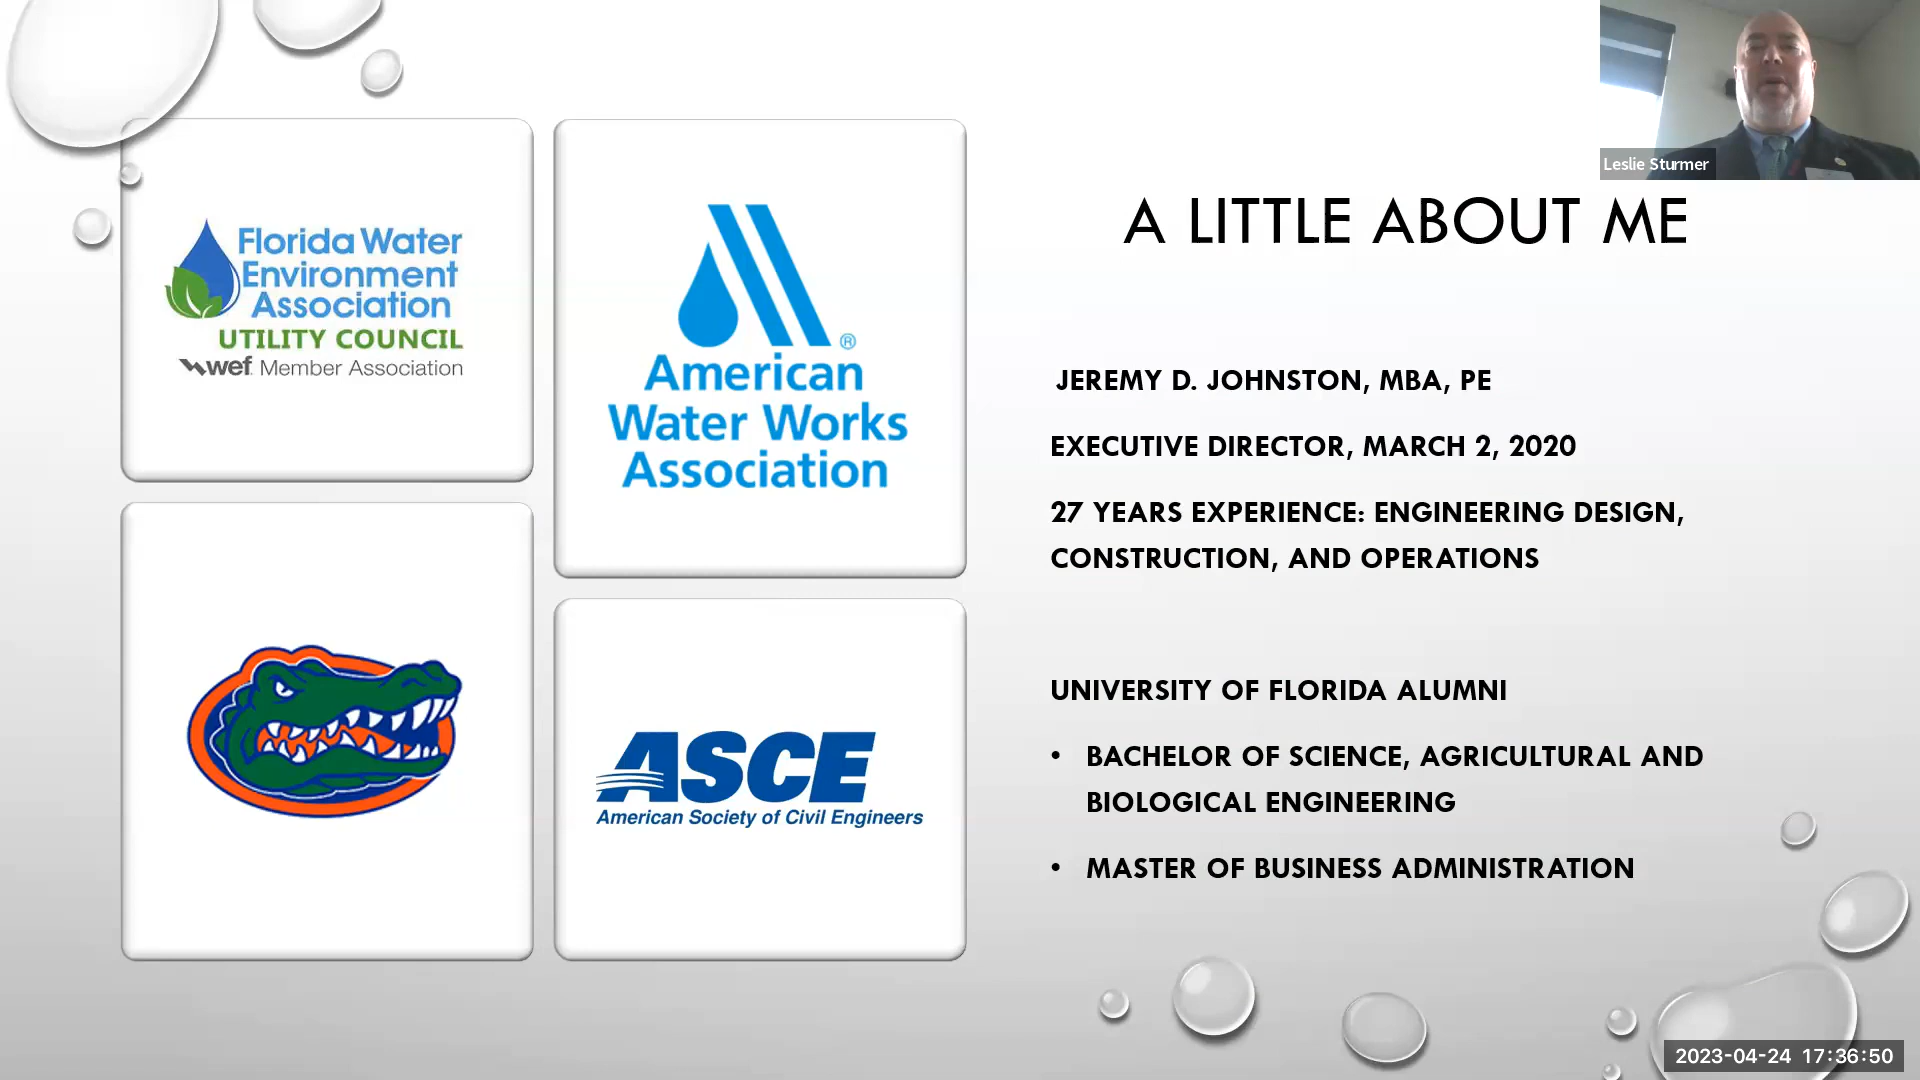 Leslie Sturmer
Florida Water
Environment
Association
UTILITY COUNCIL
wef Member Association
®
American
Water Works
Association
ASCE
American Society of Civil Engineers
A LITTLE ABOUT ME
JEREMY D. JOHNSTON, MBA, PE
EXECUTIVE DIRECTOR, MARCH 2, 2020
27 YEARS EXPERIENCE: ENGINEERING DESIGN,
CONSTRUCTION, AND OPERATIONS
UNIVERSITY OF FLORIDA ALUMNI
• BACHELOR OF SCIENCE, AGRICULTURAL AND
BIOLOGICAL ENGINEERING
• MASTER OF BUSINESS ADMINISTRATION
2023-04-24 17:36:50